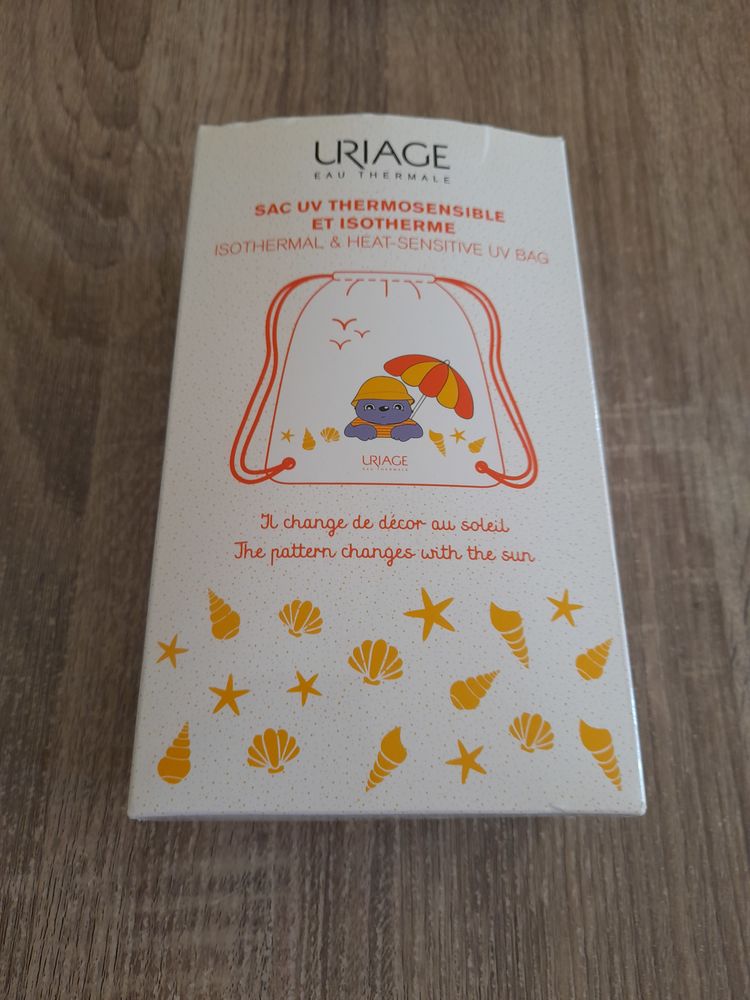 URIAGE
EAU THERMALE
SAC UV THERMOSENSIBLE
ET ISOTHERME
ISOTHERMAL & HEAT-SENSITIVE UV BAG
URIAGE
EAU THERMALE
Il change de décor au soleil
The pattern changes with the sun